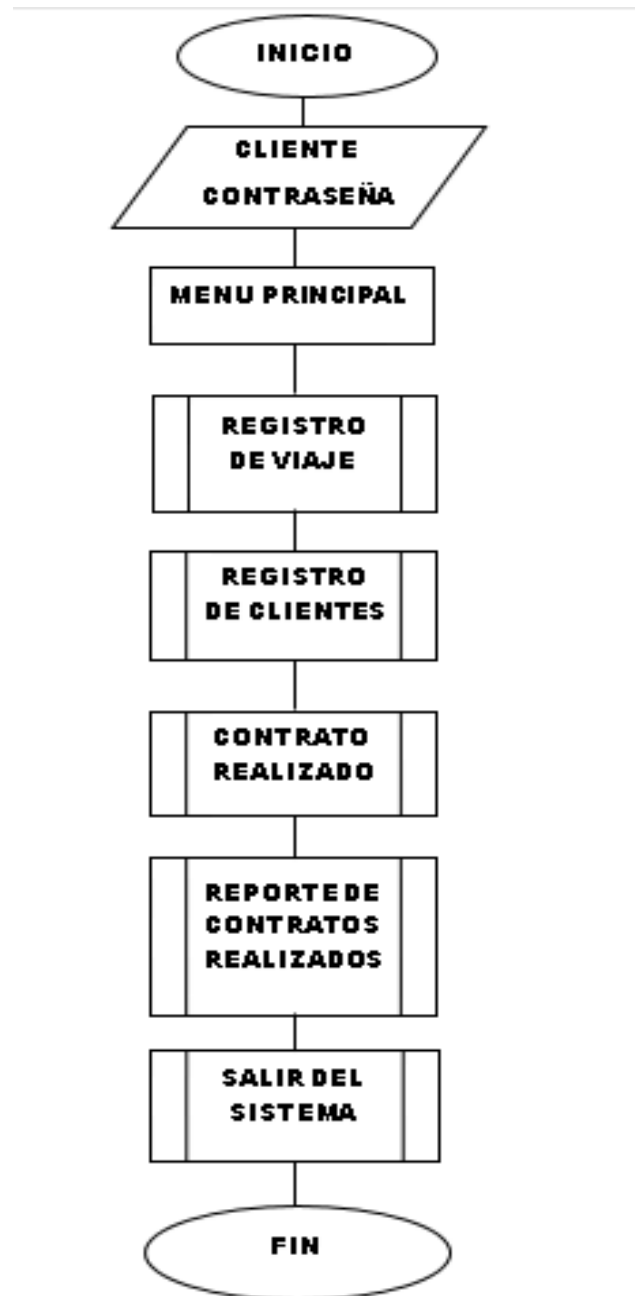 INICIO
CLIENTE
CONTRASEÑA
MENU PRINCIPAL
REGISTRO
DE VIAJE
REGISTRO
DE CLIENTES
CONTRATO
REALIZADO
REPORTE DE
CONTRATOS
REALIZADOS
SALIR DEL
SISTEMA
FIN